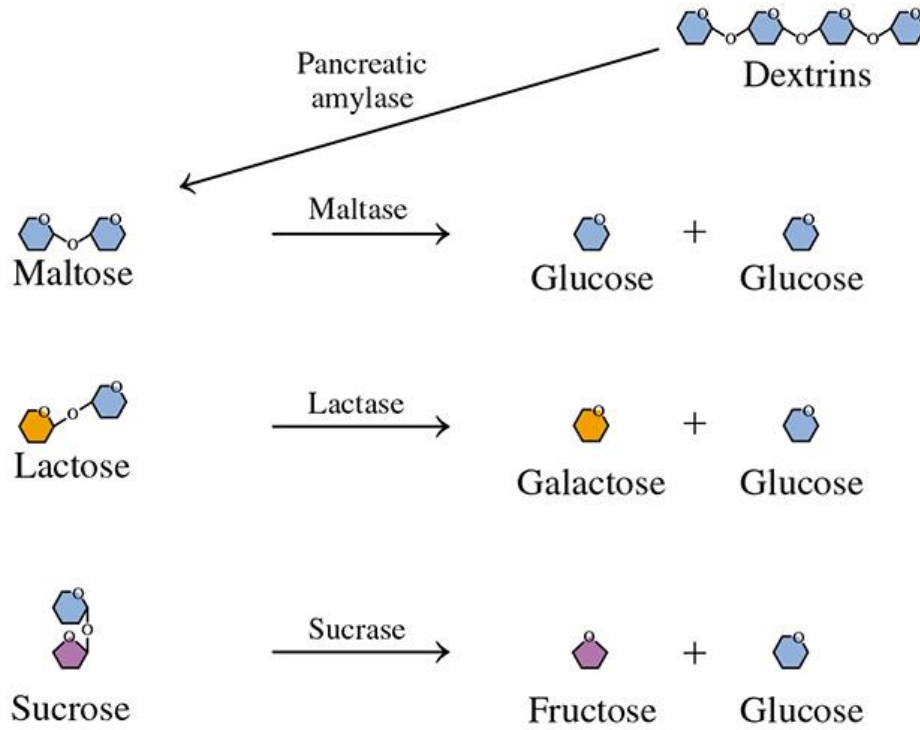 Dextrins
Pancreatic
amylase
Maltose
Maltase
Glucose + Glucose
Lactose
Lactase
Galactose + Glucose
Sucrose
Sucrase
Fructose + Glucose